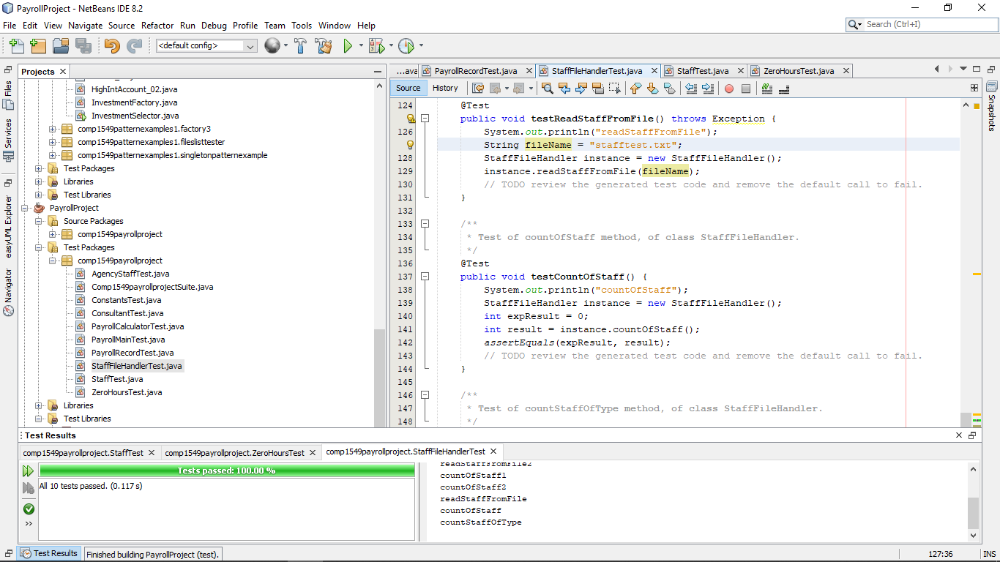 PayrollProject - NetBeans IDE 8.2
File Edit View Navigate Source Refactor Run Debug Profile Team Tools Window Help
Search (Ctrl+I)
<default config>
Files
Services
easyUML Explorer
Navigator
Projects
HighIntAccount_02.java
InvestmentFactory.java
InvestmentSelector.java
comp1549patternexamples1.factory3
comp1549patternexamples1.fileslisttester
comp1549patternexamples1.singletonpatternexample
Test Packages
Libraries
Test Libraries
PayrollProject
Source Packages
comp1549payrollproject
Test Packages
comp1549payrollproject
AgencyStaffTest.java
Comp1549payrollprojectSuite.java
ConstantsTest.java
ConsultantTest.java
PayrollCalculatorTest.java
PayrollMainTest.java
PayrollRecordTest.java
StaffFileHandlerTest.java
StaffTest.java
ZeroHoursTest.java
Libraries
Test Libraries
...ava PayrollRecordTest.java StaffFileHandlerTest.java StaffTest.java ZeroHoursTest.java
Source History
124 @Test
public void testReadStaffFromFile() throws Exception {
126 System.out.println("readStaffFromFile");
String fileName = "stafftest.txt";
128 StaffFileHandler instance = new StaffFileHandler();
129 instance.readStaffFromFile(fileName);
130 // TODO review the generated test code and remove the default call to fail.
131 }
132
133 /**
134 * Test of countOfStaff method, of class StaffFileHandler.
135 */
136 @Test
137 public void testCountOfStaff() {
138 System.out.println("countOfStaff");
139 StaffFileHandler instance = new StaffFileHandler();
140 int expResult = 0;
141 int result = instance.countOfStaff();
142 assertEquals(expResult, result);
143 // TODO review the generated test code and remove the default call to fail.
144 }
145
146 /**
147 * Test of countStaffOfType method, of class StaffFileHandler.
148 */
Snapshots
Test Results
comp1549payrollproject.StaffTest comp1549payrollproject.ZeroHoursTest comp1549payrollproject.StaffFileHandlerTest
Tests passed: 100.00 %
All 10 tests passed. (0.117 s)
readStaffFromFile2
countOfStaff1
countOfStaff2
readStaffFromFile
countOfStaff
countStaffOfType
Test Results Finished building PayrollProject (test).
127:36 INS